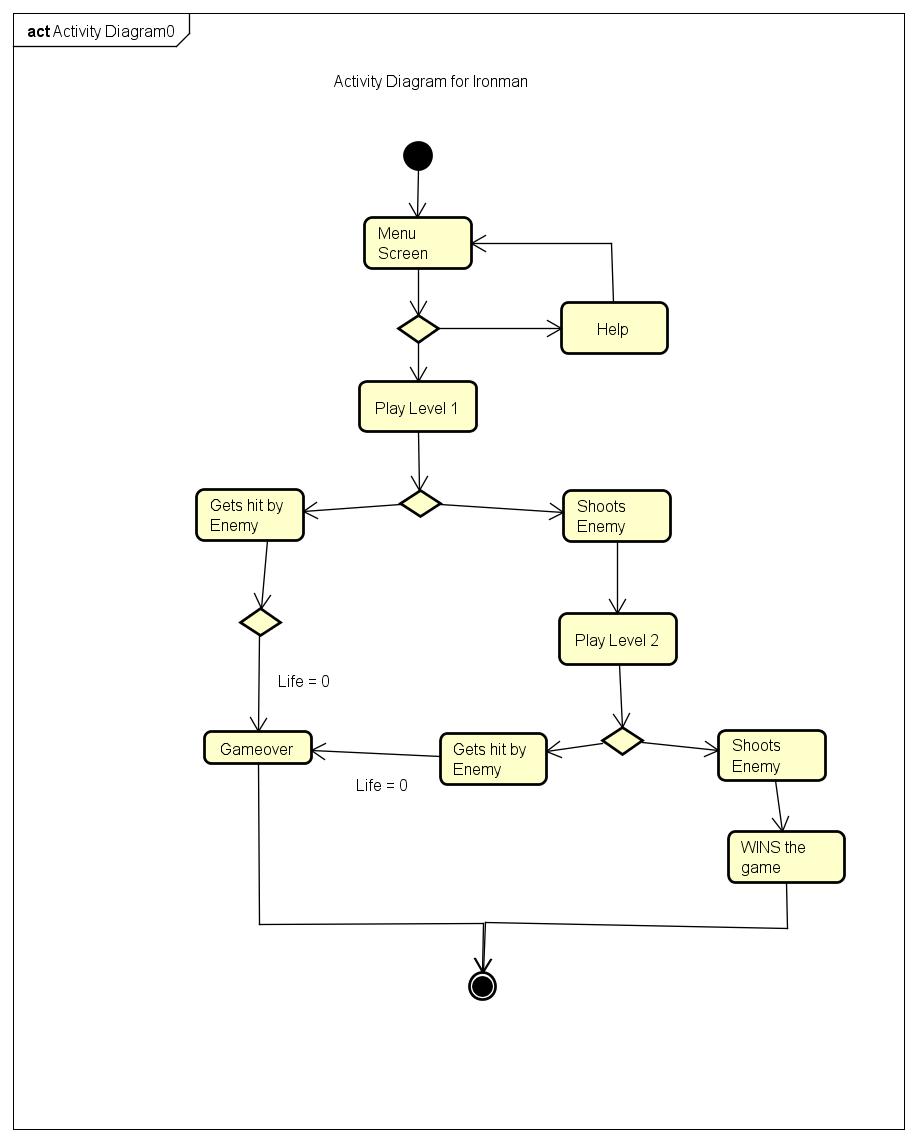 act Activity Diagram0
Activity Diagram for Ironman
Menu
Screen
Help
Play Level 1
Gets hit by
Enemy
Shoots
Enemy
Play Level 2
Life = 0
Gameover
Gets hit by
Enemy
Shoots
Enemy
Life = 0
WINS the
game